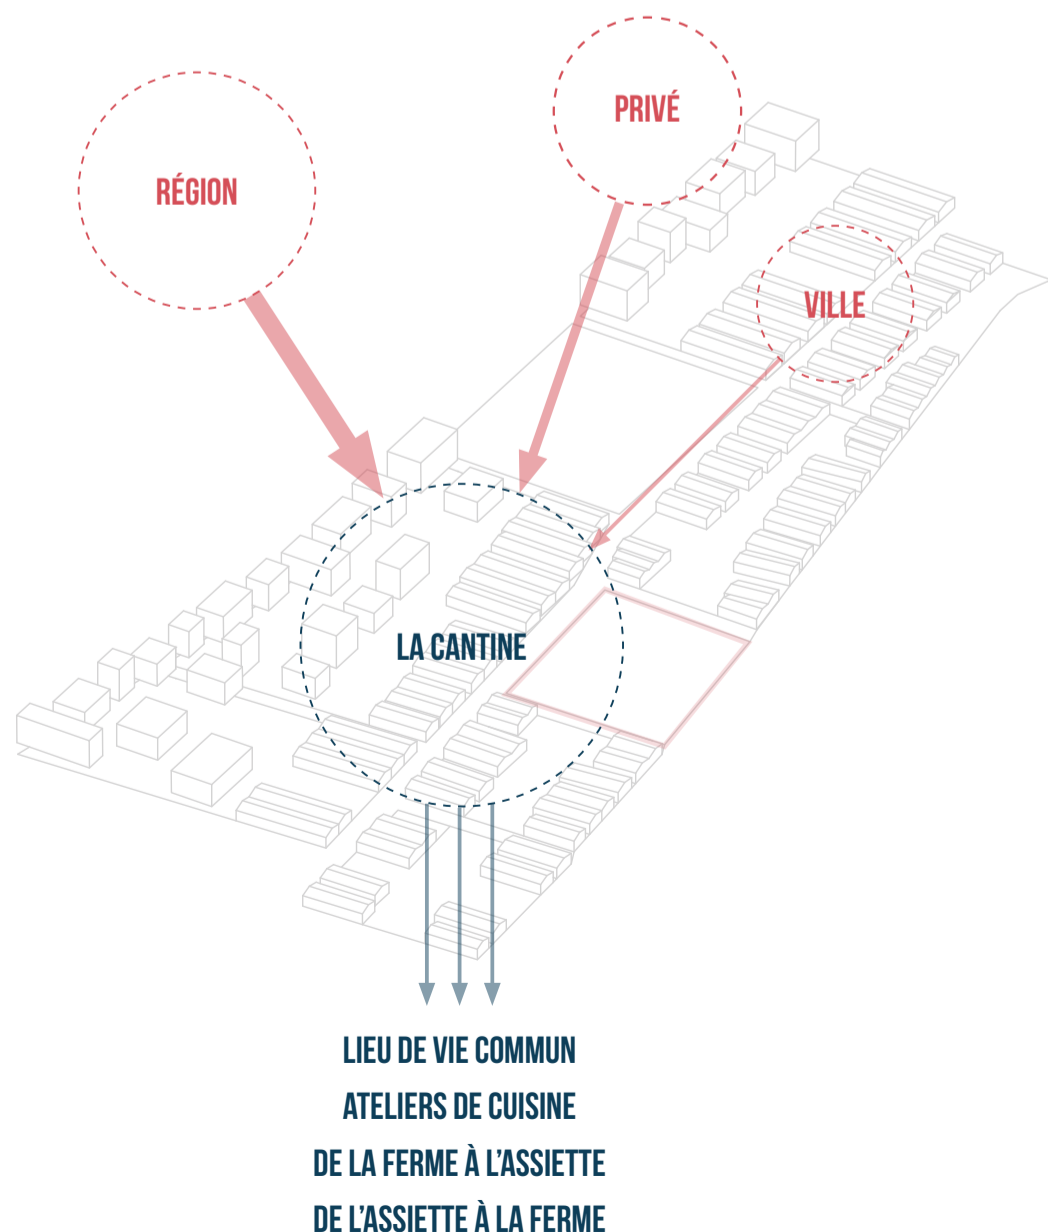 PRIVÉ
RÉGION
VILLE
LA CANTINE
LIEU DE VIE COMMUN
ATELIERS DE CUISINE
DE LA FERME À L'ASSIETTE
DE L'ASSIETTE À LA FERME